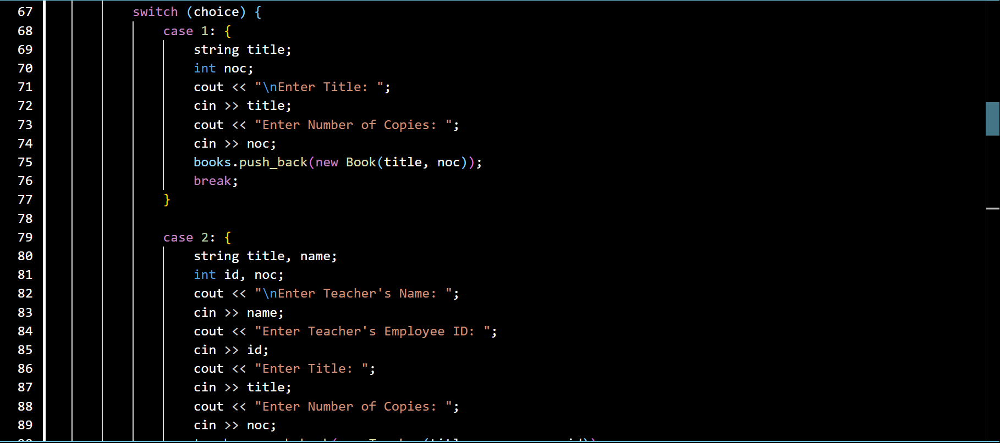 67 switch (choice) {
68 case 1: {
69 string title;
70 int noc;
71 cout << "\nEnter Title: ";
72 cin >> title;
73 cout << "Enter Number of Copies: ";
74 cin >> noc;
75 books.push_back(new Book(title, noc));
76 break;
77 }
78
79 case 2: {
80 string title, name;
81 int id, noc;
82 cout << "\nEnter Teacher's Name: ";
83 cin >> name;
84 cout << "Enter Teacher's Employee ID: ";
85 cin >> id;
86 cout << "Enter Title: ";
87 cin >> title;
88 cout << "Enter Number of Copies: ";
89 cin >> noc;